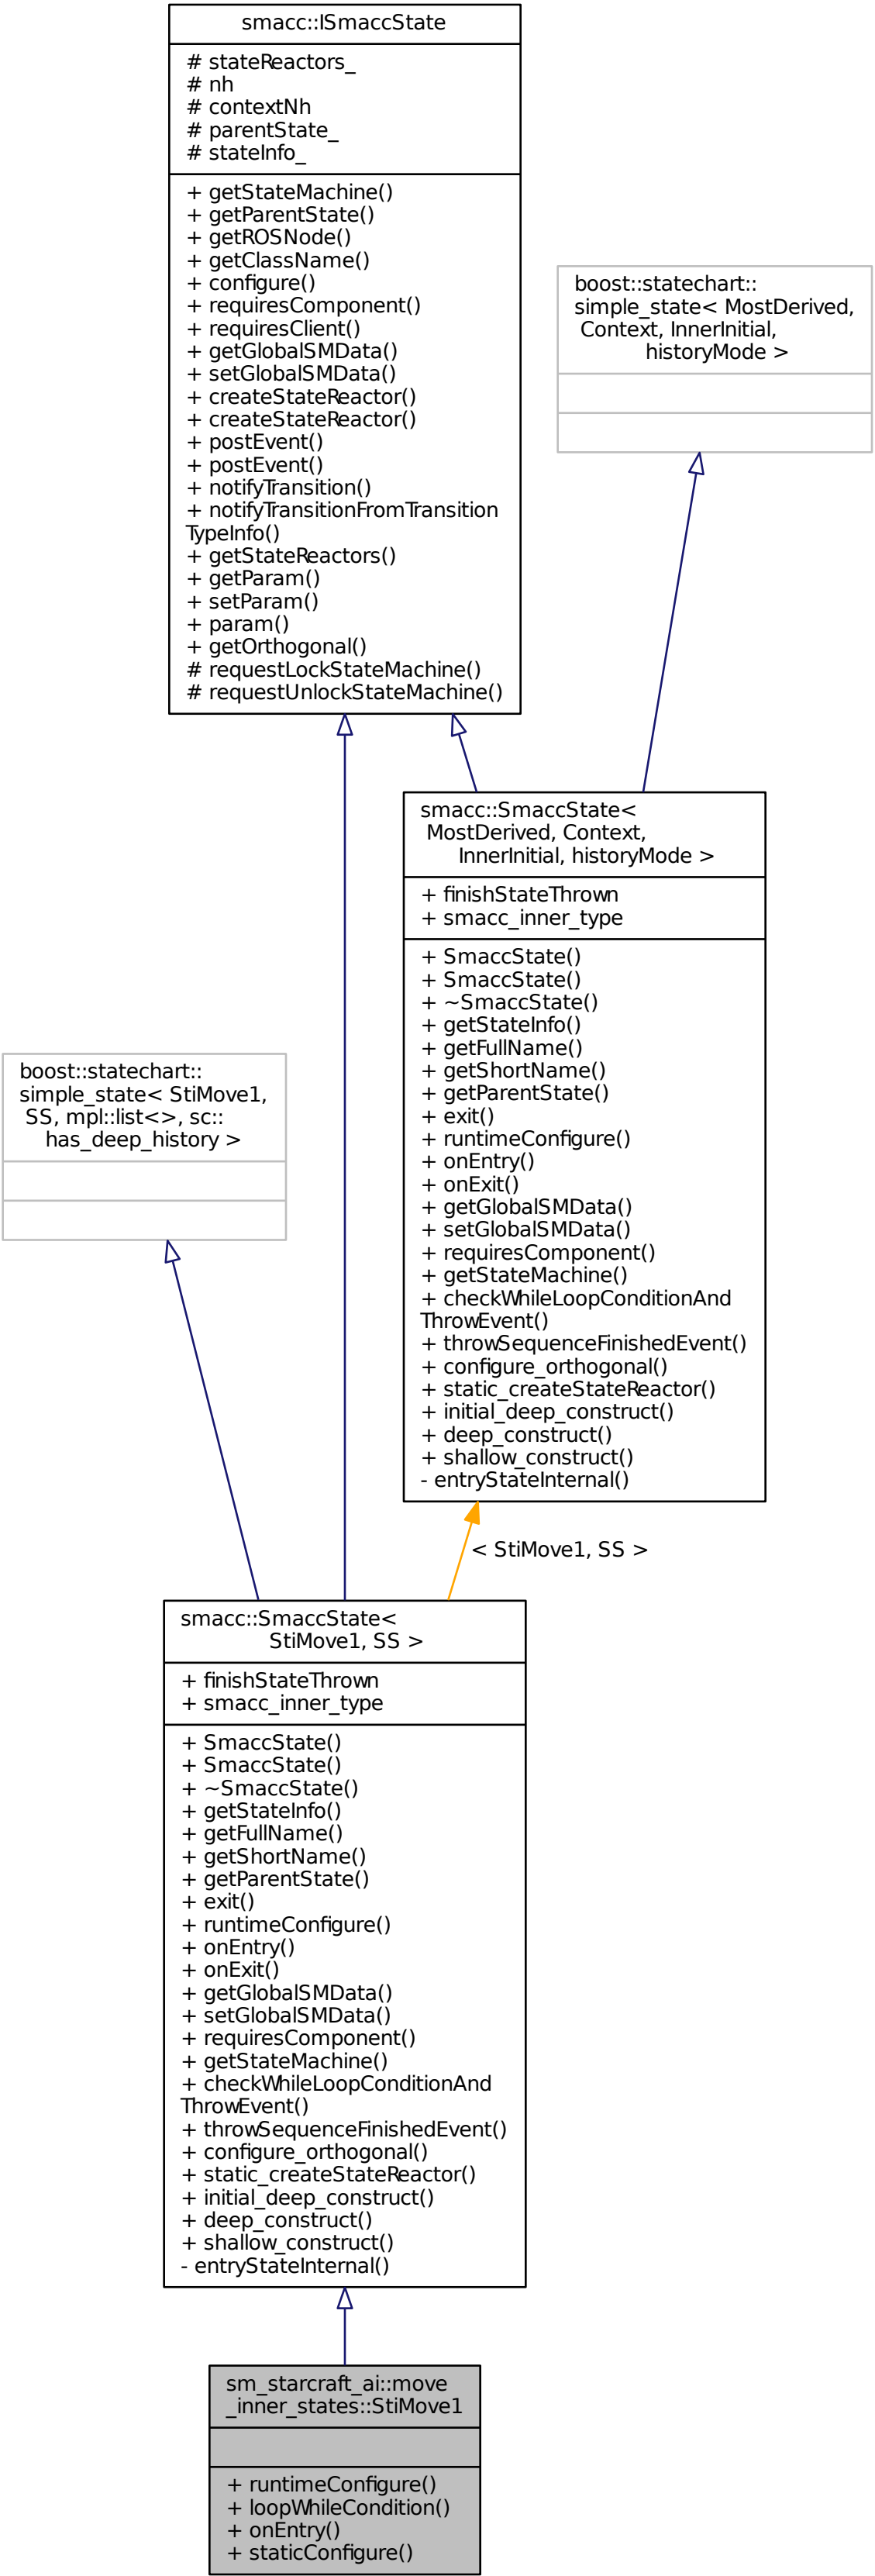 smacc::ISmaccState
# stateReactors_
# nh
# contextNh
# parentState_
# stateInfo_
+ getStateMachine()
+ getParentState()
+ getROSNode()
+ getClassName()
+ configure()
+ requiresComponent()
+ requiresClient()
+ getGlobalSMData()
+ setGlobalSMData()
+ createStateReactor()
+ createStateReactor()
+ postEvent()
+ postEvent()
+ notifyTransition()
+ notifyTransitionFromTransition
TypeInfo()
+ getStateReactors()
+ getParam()
+ setParam()
+ param()
+ getOrthogonal()
# requestLockStateMachine()
# requestUnlockStateMachine()
boost::statechart::
simple_state< MostDerived,
Context, InnerInitial,
historyMode >
smacc::SmaccState<
MostDerived, Context,
InnerInitial, historyMode >
+ finishStateThrown
+ smacc_inner_type
+ SmaccState()
+ SmaccState()
+ ~SmaccState()
+ getStateInfo()
+ getFullName()
+ getShortName()
+ getParentState()
+ exit()
+ runtimeConfigure()
+ onEntry()
+ onExit()
+ getGlobalSMData()
+ setGlobalSMData()
+ requiresComponent()
+ getStateMachine()
+ checkWhileLoopConditionAnd
ThrowEvent()
+ throwSequenceFinishedEvent()
+ configure_orthogonal()
+ static_createStateReactor()
+ initial_deep_construct()
+ deep_construct()
+ shallow_construct()
- entryStateInternal()
boost::statechart::
simple_state< StiMove1,
SS, mpl::list<>, sc::
has_deep_history >
< StiMove1, SS >
smacc::SmaccState<
StiMove1, SS >
+ finishStateThrown
+ smacc_inner_type
+ SmaccState()
+ SmaccState()
+ ~SmaccState()
+ getStateInfo()
+ getFullName()
+ getShortName()
+ getParentState()
+ exit()
+ runtimeConfigure()
+ onEntry()
+ onExit()
+ getGlobalSMData()
+ setGlobalSMData()
+ requiresComponent()
+ getStateMachine()
+ checkWhileLoopConditionAnd
ThrowEvent()
+ throwSequenceFinishedEvent()
+ configure_orthogonal()
+ static_createStateReactor()
+ initial_deep_construct()
+ deep_construct()
+ shallow_construct()
- entryStateInternal()
sm_starcraft_ai::move
_inner_states::StiMove1
+ runtimeConfigure()
+ loopWhileCondition()
+ onEntry()
+ staticConfigure()